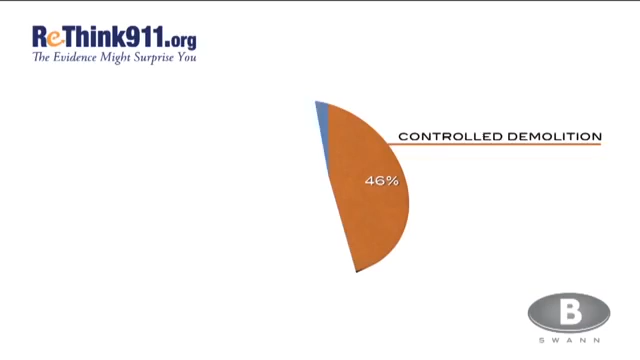 ReThink911.org
The Evidence Might Surprise You
CONTROLLED DEMOLITION
46%
B
SWANN